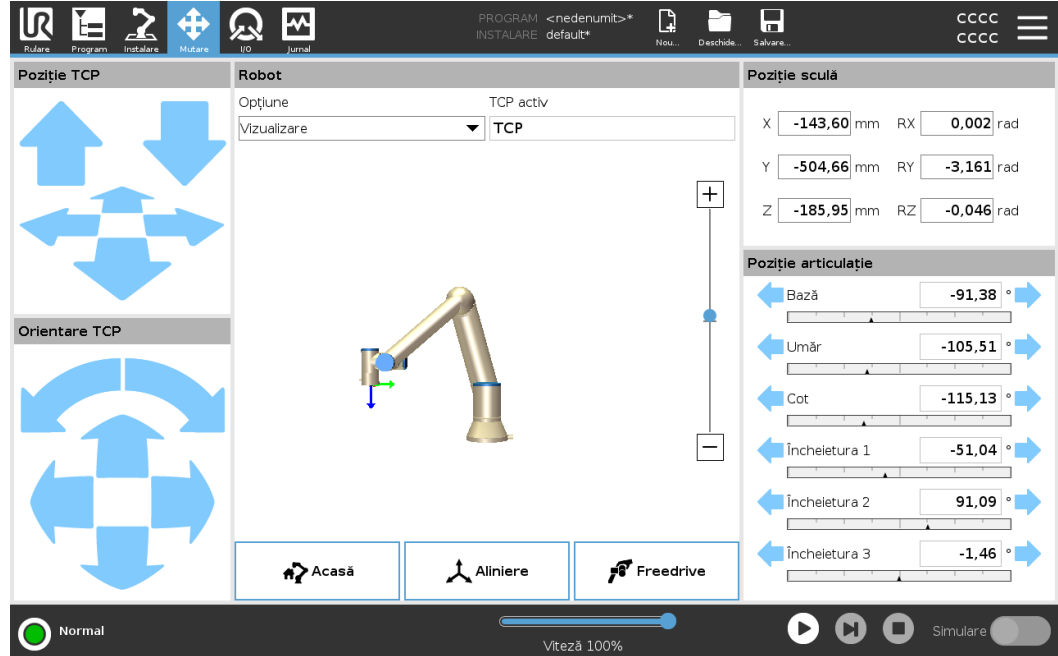 Rulare
Program
Instalare
Mutare
I/O
Jurnal
PROGRAM <nedenumit>*
INSTALARE default*
Nou...
Deschide...
Salvare...
CCCC
CCCC
Poziție TCP
Orientare TCP
Robot
Opțiune
TCP activ
Vizualizare
TCP
+
−
Acasă
Aliniere
Freedrive
Poziție sculă
X -143,60 mm RX 0,002 rad
Y -504,66 mm RY -3,161 rad
Z -185,95 mm RZ -0,046 rad
Poziție articulație
Bază -91,38 °
Umăr -105,51 °
Cot -115,13 °
Încheietura 1 -51,04 °
Încheietura 2 91,09 °
Încheietura 3 -1,46 °
Normal
Viteză 100%
Simulare